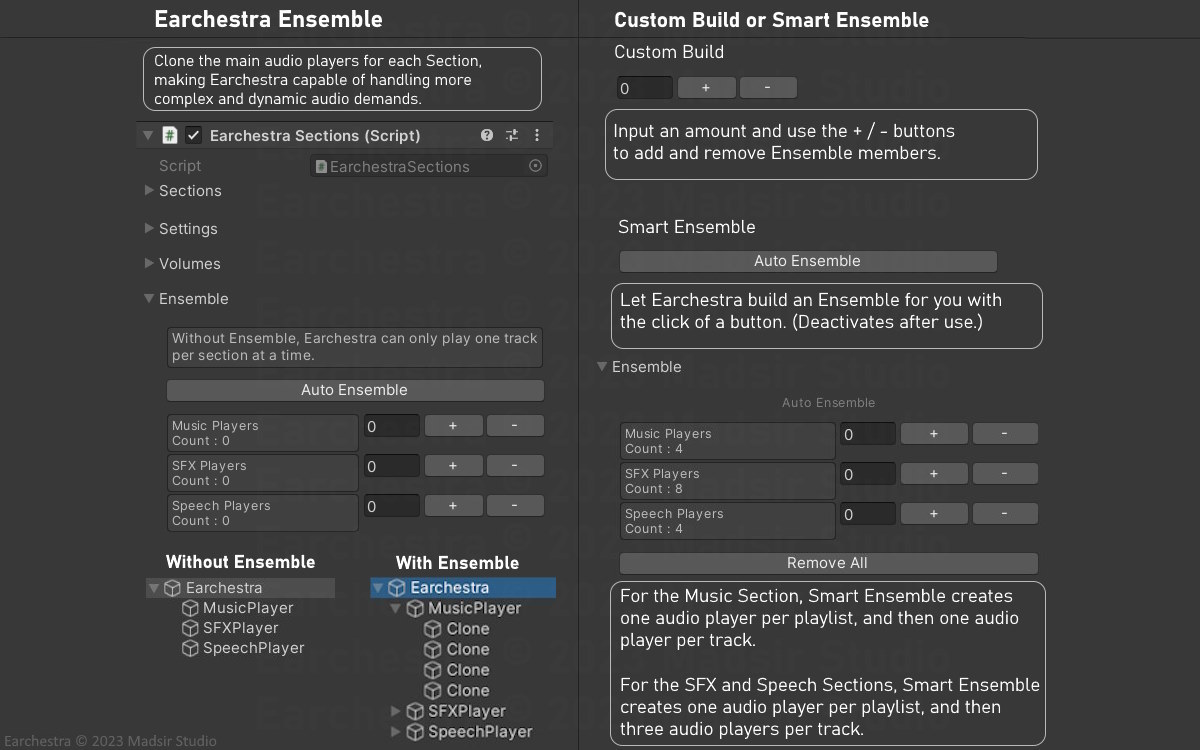 Earchestra Ensemble
Clone the main audio players for each Section,
making Earchestra capable of handling more
complex and dynamic audio demands.
Earchestra Sections (Script)
Script
EarchestraSections
Sections
Settings
Volumes
Ensemble
Without Ensemble, Earchestra can only play one track
per section at a time.
Auto Ensemble
Music Players
Count : 0
0
+
-
SFX Players
Count : 0
0
+
-
Speech Players
Count : 0
0
+
-
Without Ensemble
Earchestra
MusicPlayer
SFXPlayer
SpeechPlayer
With Ensemble
Earchestra
MusicPlayer
Clone
Clone
Clone
Clone
SFXPlayer
SpeechPlayer
Earchestra © 2023 Madsir Studio
Custom Build or Smart Ensemble
Custom Build
0
+
-
Input an amount and use the + / - buttons
to add and remove Ensemble members.
Smart Ensemble
Auto Ensemble
Let Earchestra build an Ensemble for you with
the click of a button. (Deactivates after use.)
Ensemble
Auto Ensemble
Music Players
Count : 4
0
+
-
SFX Players
Count : 8
0
+
-
Speech Players
Count : 4
0
+
-
Remove All
For the Music Section, Smart Ensemble creates
one audio player per playlist, and then one audio
player per track.
For the SFX and Speech Sections, Smart Ensemble
creates one audio player per playlist, and then
three audio players per track.